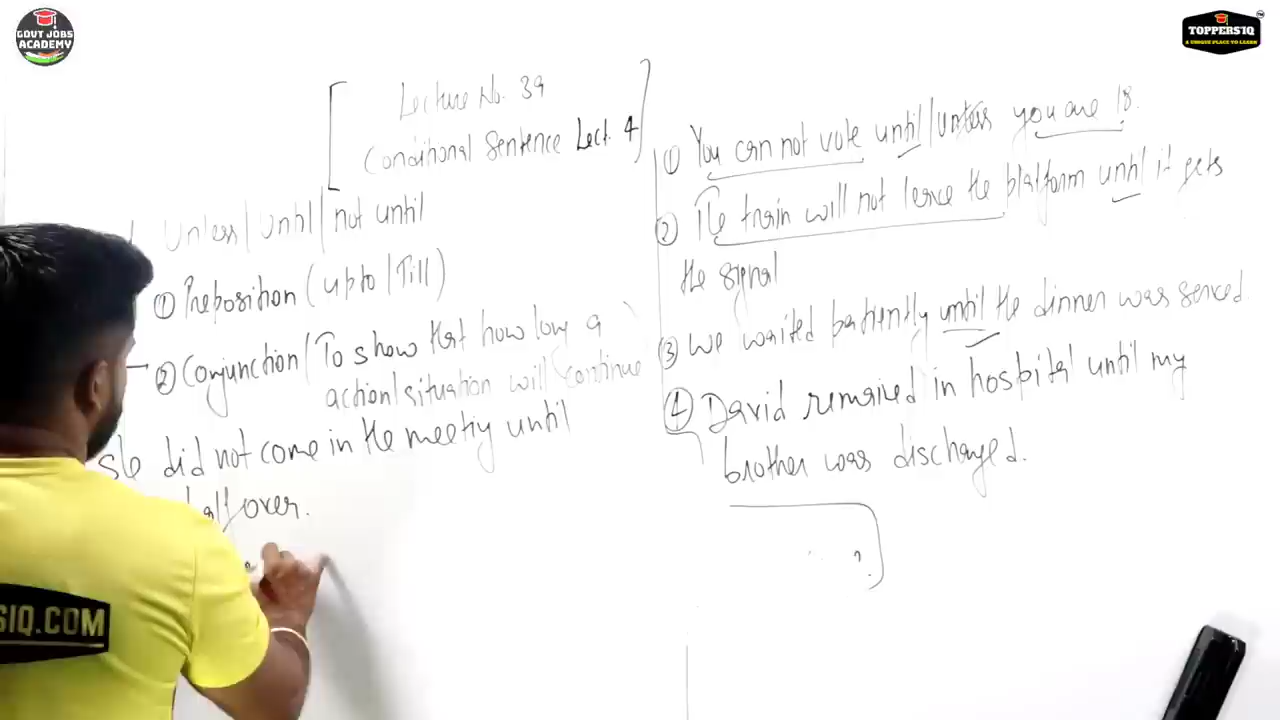 GOVT JOBS
ACADEMY
TOPPERSIQ
A UNIQUE PLACE TO LEARN
Lecture No. 39
Conditional Sentence Lect. 4
Unless / Until / not until
① Preposition (upto / Till)
② Conjunction / To show that how long a
action / situation will continue
did not come in the meeting until
over.
① You can not vote until / unless you are 18.
② The train will not leave the platform until it gets
the signal
③ We waited patiently until the dinner was served
④ David remained in hospital until my
brother was discharged.
?
SIQ.COM